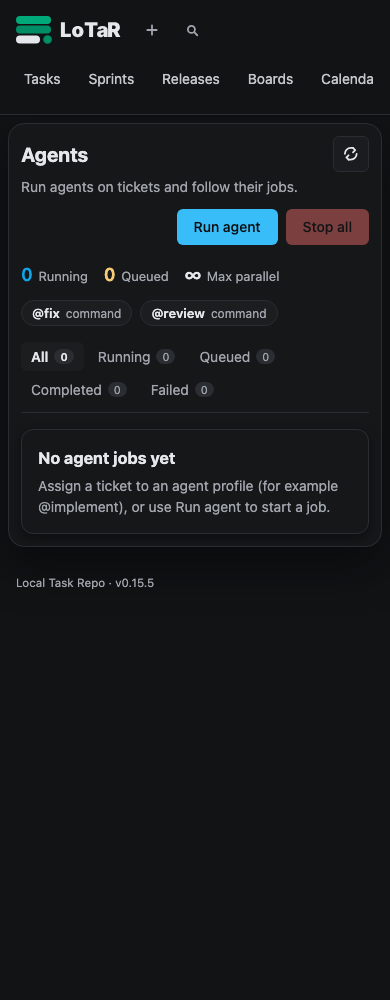 LoTaR
Tasks Sprints Releases Boards Calenda
Agents
Run agents on tickets and follow their jobs.
Run agent Stop all
0 Running 0 Queued ∞ Max parallel
@fix command @review command
All 0 Running 0 Queued 0
Completed 0 Failed 0
No agent jobs yet
Assign a ticket to an agent profile (for example
@implement), or use Run agent to start a job.
Local Task Repo · v0.15.5